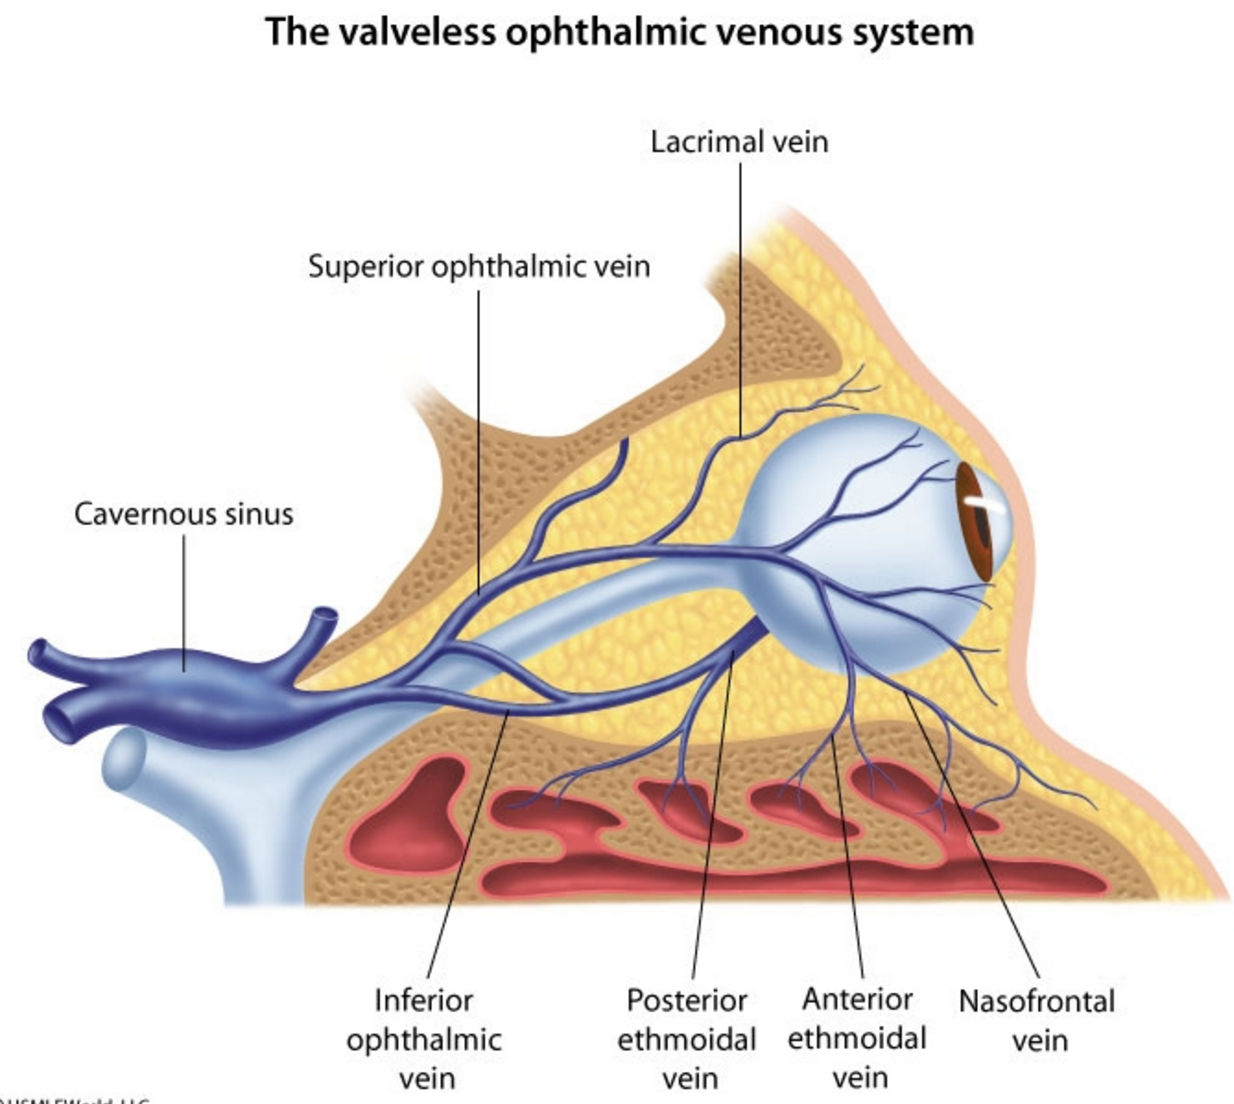 The valveless ophthalmic venous system
Lacrimal vein
Superior ophthalmic vein
Cavernous sinus
Inferior
ophthalmic
vein
Posterior
ethmoidal
vein
Anterior
ethmoidal
vein
Nasofrontal
vein